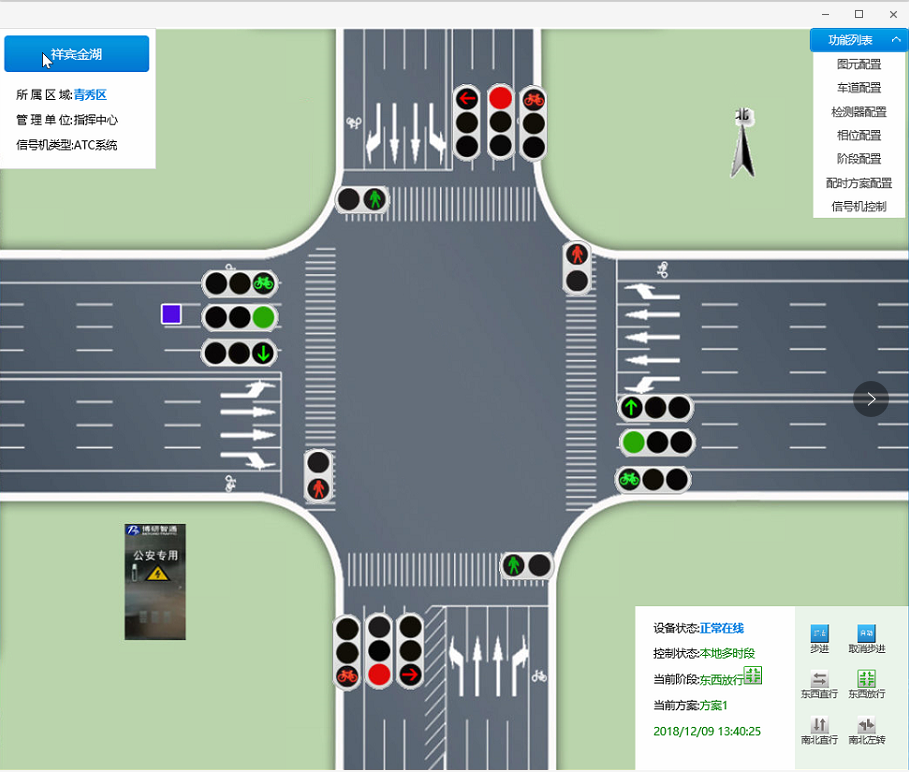 祥宾金湖
所属区域:青秀区
管理单位:指挥中心
信号机类型:ATC系统
功能列表
图元配置
车道配置
检测器配置
相位配置
阶段配置
配时方案配置
信号机控制
北
博研智通
公安专用
设备状态:正常在线
控制状态:本地多时段
当前阶段:东西放行
当前方案:方案1
2018/12/09 13:40:25
步进
取消步进
东西直行
东西放行
南北直行
南北左转